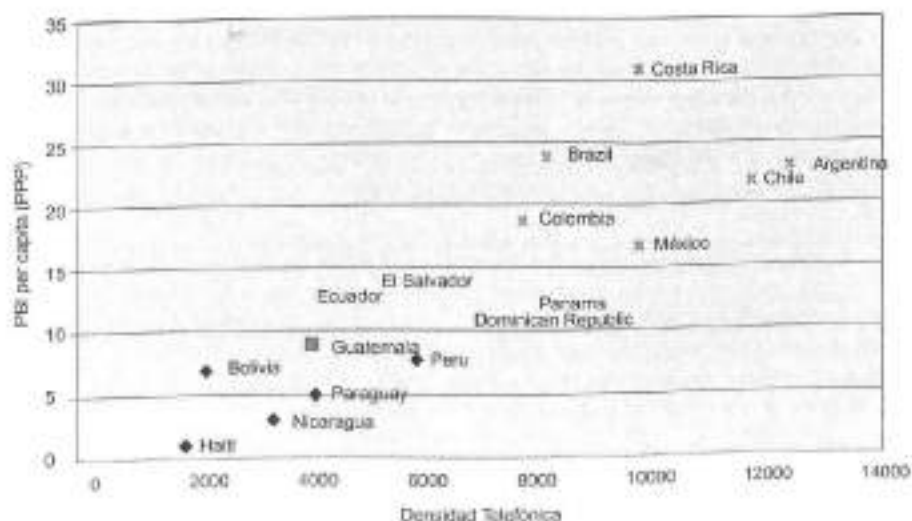 PBI per capita (PPP)
35
30
25
20
15
10
5
0
Costa Rica
Brazil
Argentina
Chile
Colombia
México
El Salvador
Ecuador
Panama
Dominican Republic
Guatemala
Peru
Bolivia
Paraguay
Nicaragua
Haití
0 2000 4000 6000 8000 10000 12000 14000
Densidad Telefónica